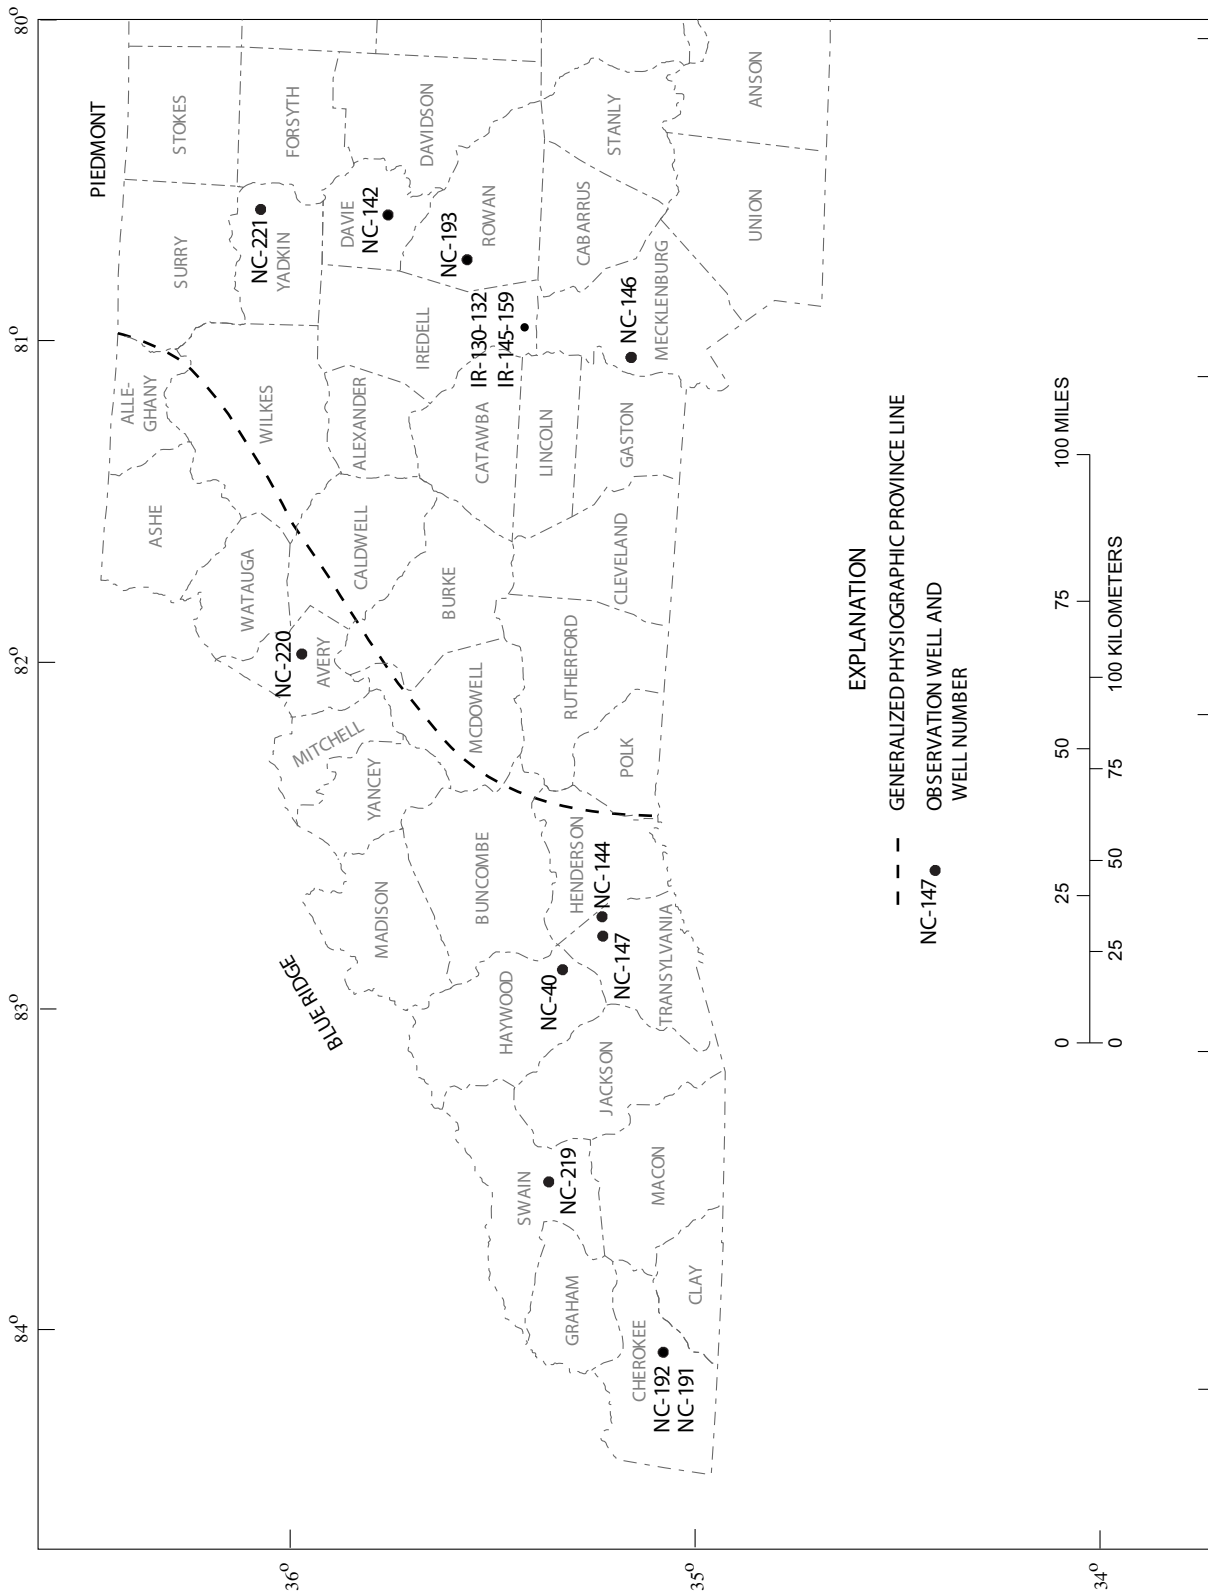 84°
83°
82°
81°
80°
36°
35°
34°
PIEDMONT
BLUE RIDGE
ALLE-
GHANY
ASHE
SURRY
STOKES
WATAUGA
WILKES
YADKIN
FORSYTH
NC-221
NC-220
AVERY
MITCHELL
YANCEY
MADISON
CALDWELL
ALEXANDER
IREDELL
DAVIE
NC-142
DAVIDSON
BURKE
CATAWBA
ROWAN
NC-193
IR-130-132
IR-145-159
MCDOWELL
BUNCOMBE
HAYWOOD
SWAIN
NC-219
GRAHAM
NC-40
HENDERSON
NC-144
NC-147
RUTHERFORD
LINCOLN
CABARRUS
STANLY
CLEVELAND
GASTON
NC-146
MECKLENBURG
POLK
TRANSYLVANIA
JACKSON
MACON
CHEROKEE
NC-192
NC-191
CLAY
UNION
ANSON
EXPLANATION
GENERALIZED PHYSIOGRAPHIC PROVINCE LINE
NC-147
OBSERVATION WELL AND
WELL NUMBER
0 25 50 75 100 MILES
0 25 50 75 100 KILOMETERS